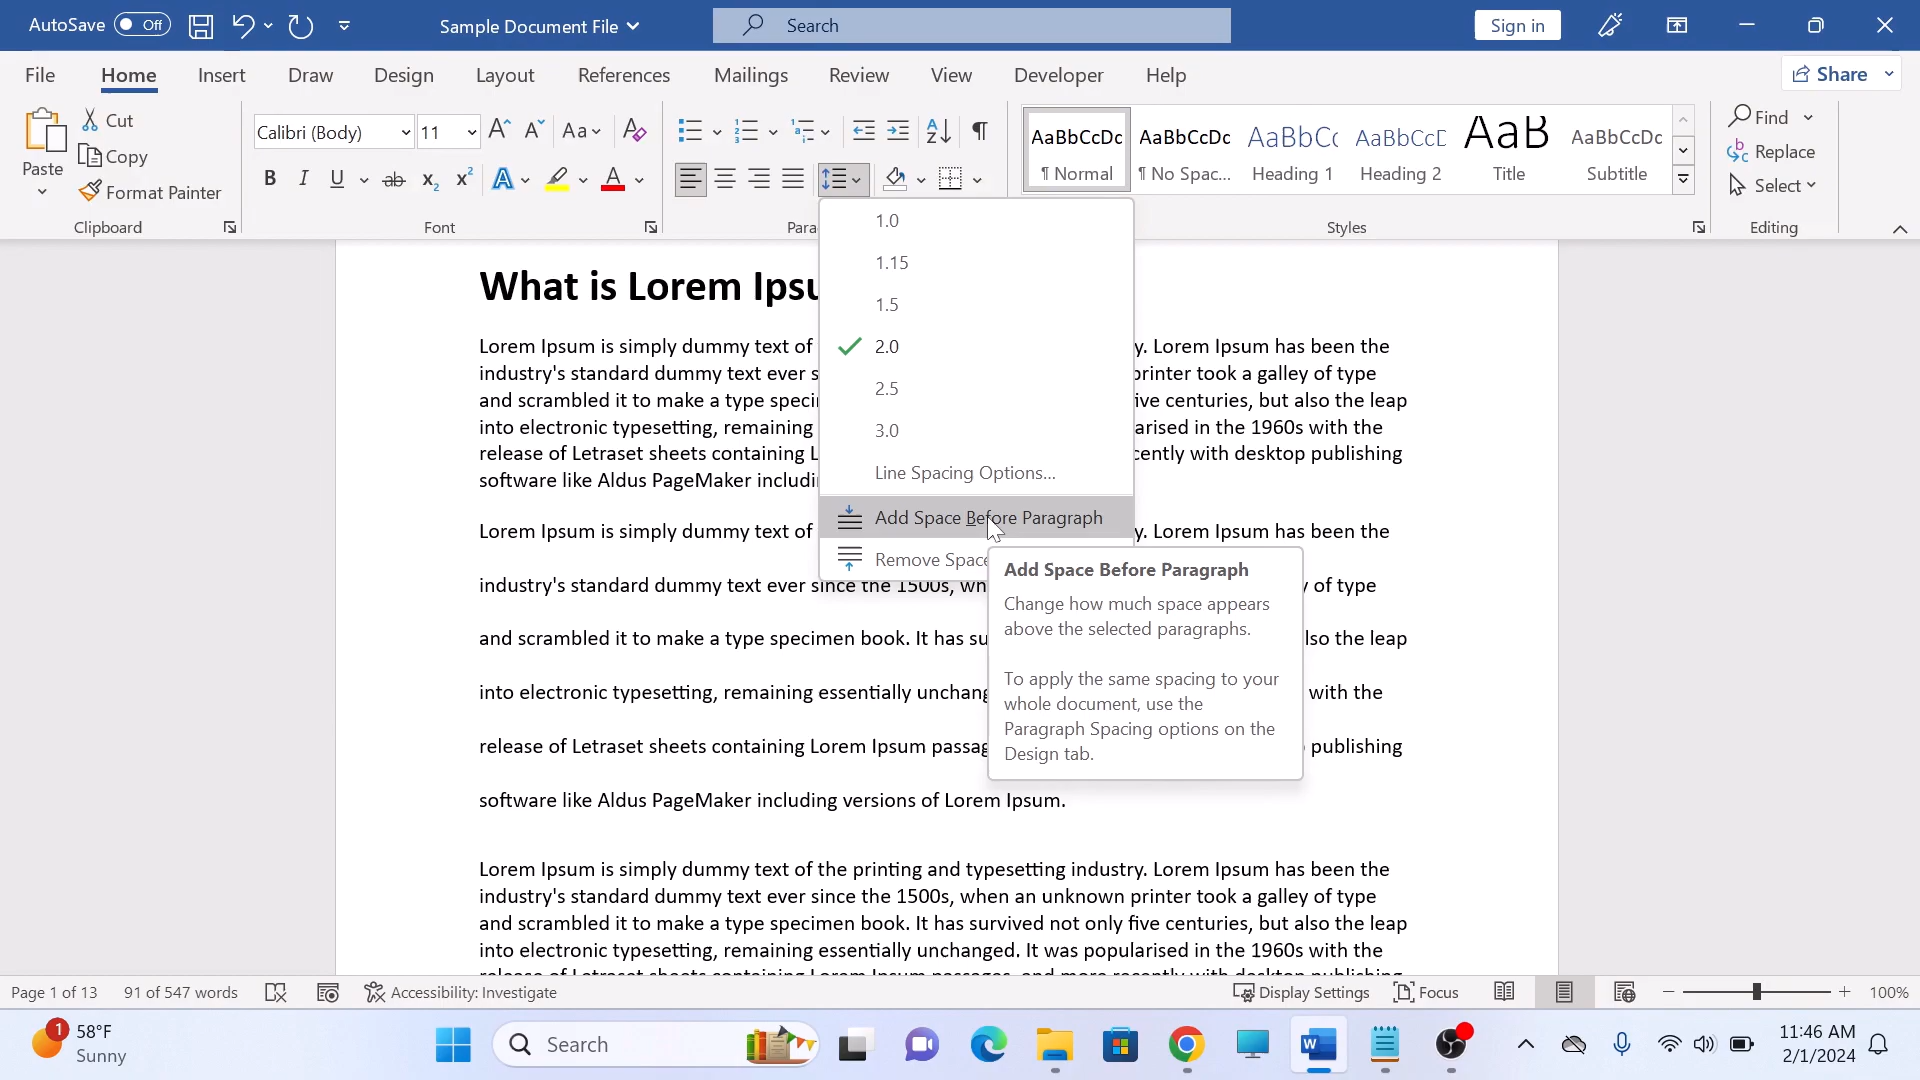 AutoSave Off
Sample Document File
Search
Sign in
File Home Insert Draw Design Layout References Mailings Review View Developer Help
Share
Paste
Cut
Copy
Format Painter
Clipboard
Calibri (Body) 11
Aa
B I U ab x₂ x² A A
Font
Para
AaBbCcDc AaBbCcDc AaBbCc AaBbCcC AaB AaBbCcDc
¶ Normal ¶ No Spac... Heading 1 Heading 2 Title Subtitle
Styles
Find
Replace
Select
Editing
1.0
1.15
1.5
2.0
2.5
3.0
Line Spacing Options...
Add Space Before Paragraph
Remove Space
Add Space Before Paragraph
Change how much space appears
above the selected paragraphs.
To apply the same spacing to your
whole document, use the
Paragraph Spacing options on the
Design tab.
What is Lorem Ipsu
Lorem Ipsum is simply dummy text of y. Lorem Ipsum has been the
industry's standard dummy text ever s printer took a galley of type
and scrambled it to make a type speci ive centuries, but also the leap
into electronic typesetting, remaining arised in the 1960s with the
release of Letraset sheets containing L cently with desktop publishing
software like Aldus PageMaker includi
Lorem Ipsum is simply dummy text of y. Lorem Ipsum has been the
industry's standard dummy text ever since the 1500s, wh y of type
and scrambled it to make a type specimen book. It has su lso the leap
into electronic typesetting, remaining essentially unchang with the
release of Letraset sheets containing Lorem Ipsum passag publishing
software like Aldus PageMaker including versions of Lorem Ipsum.
Lorem Ipsum is simply dummy text of the printing and typesetting industry. Lorem Ipsum has been the
industry's standard dummy text ever since the 1500s, when an unknown printer took a galley of type
and scrambled it to make a type specimen book. It has survived not only five centuries, but also the leap
into electronic typesetting, remaining essentially unchanged. It was popularised in the 1960s with the
release of Letraset sheets containing Lorem Ipsum passages, and more recently with desktop publishing
Page 1 of 13 91 of 547 words Accessibility: Investigate Display Settings Focus 100%
1
58°F
Sunny
Search
11:46 AM
2/1/2024